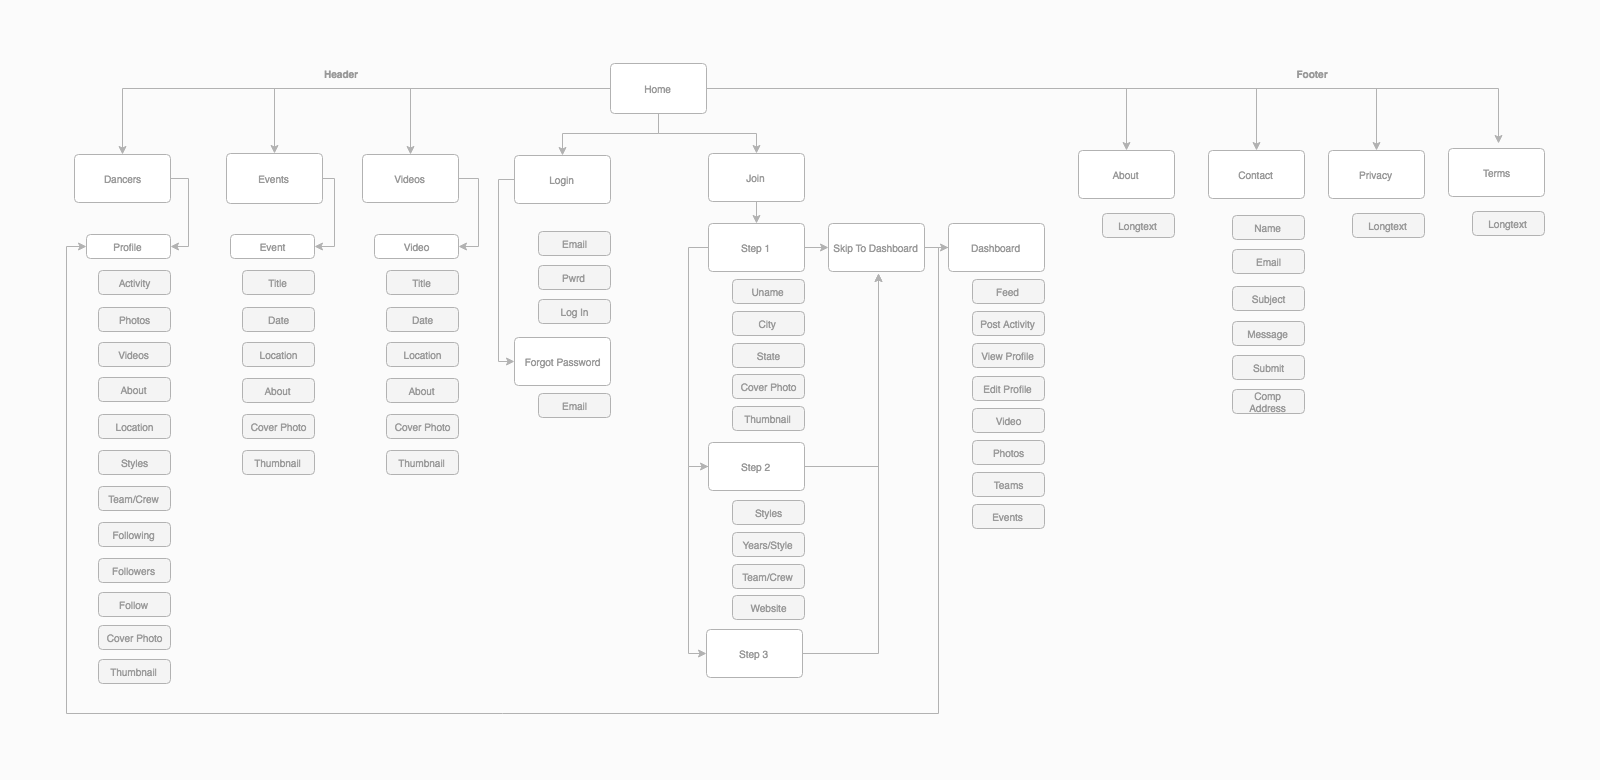 Header
Footer
Home
Dancers
Events
Videos
Login
Join
About
Contact
Privacy
Terms
Profile
Activity
Photos
Videos
About
Location
Styles
Team/Crew
Following
Followers
Follow
Cover Photo
Thumbnail
Event
Title
Date
Location
About
Cover Photo
Thumbnail
Video
Title
Date
Location
About
Cover Photo
Thumbnail
Email
Pwrd
Log In
Forgot Password
Email
Step 1
Uname
City
State
Cover Photo
Thumbnail
Step 2
Styles
Years/Style
Team/Crew
Website
Step 3
Skip To Dashboard
Dashboard
Feed
Post Activity
View Profile
Edit Profile
Video
Photos
Teams
Events
Longtext
Name
Email
Subject
Message
Submit
Comp
Address
Longtext
Longtext